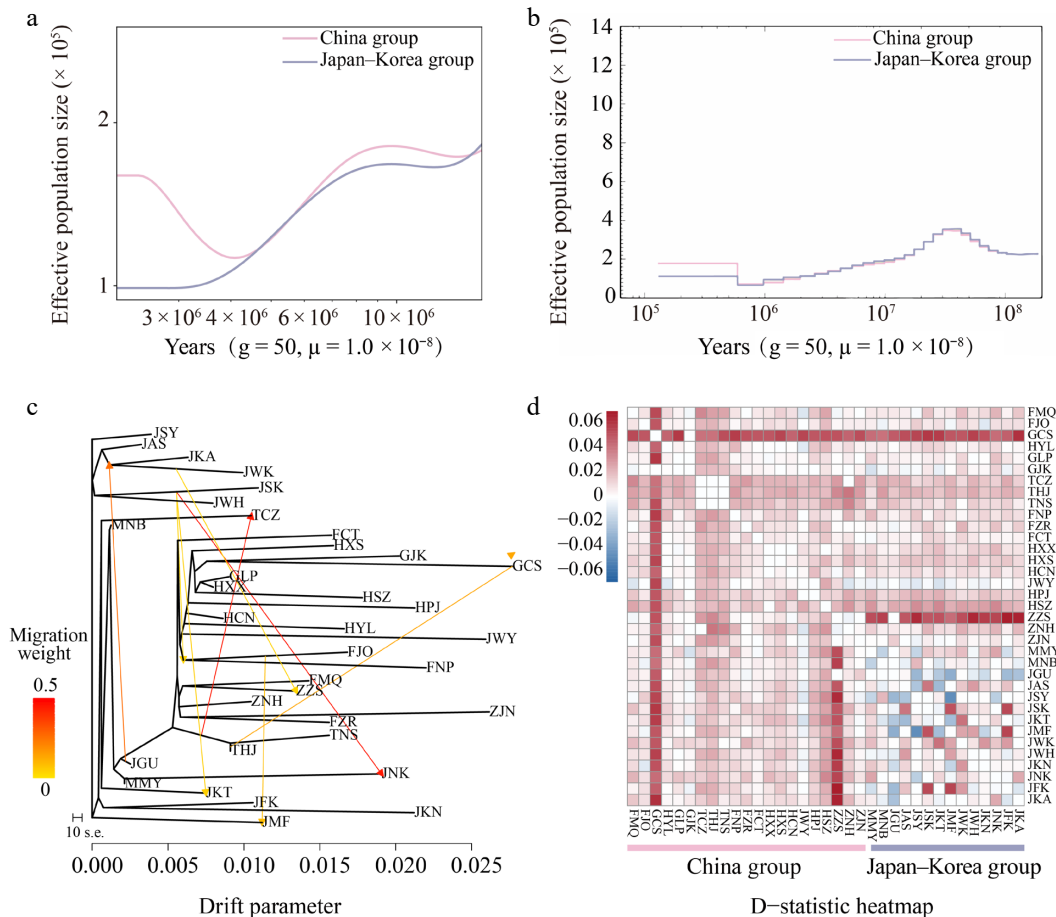 a
China group
Japan–Korea group
Effective population size (× 10⁵)
2
1
3 × 10⁶ 4 × 10⁶ 6 × 10⁶ 10 × 10⁶
Years (g = 50, μ = 1.0 × 10⁻⁸)
b
China group
Japan–Korea group
Effective population size (× 10⁵)
14
12
10
8
6
4
2
0
10⁵ 10⁶ 10⁷ 10⁸
Years (g = 50, μ = 1.0 × 10⁻⁸)
c
JSY
JAS
JKA
JWK
JSK
JWH
MNB
TCZ
FCT
HXS
GJK
GCS
GLP
HXX
HSZ
HPJ
HCN
HYL
JWY
FJO
FNP
FMQ
ZZS
ZNH
ZJN
FZR
TNS
THJ
JGU
JNK
MMY
JKT
JFK
JKN
JMF
Migration
weight
0.5
0
10 s.e.
0.000 0.005 0.010 0.015 0.020 0.025
Drift parameter
d
0.06
0.04
0.02
0
−0.02
−0.04
−0.06
FMQ
FJO
GCS
HYL
GLP
GJK
TCZ
THJ
TNS
FNP
FZR
FCT
HXX
HXS
HCN
JWY
HPJ
HSZ
ZZS
ZNH
ZJN
MMY
MNB
JGU
JAS
JSY
JSK
JKT
JMF
JWK
JWH
JKN
JNK
JFK
JKA
FMQ FJO GCS HYL GLP GJK TCZ THJ TNS FNP FZR FCT HXX HXS HCN JWY HPJ HSZ ZZS ZNH ZJN MMY MNB JGU JAS JSY JSK JKT JMF JWK JWH JKN JNK JFK JKA
China group Japan–Korea group
D–statistic heatmap